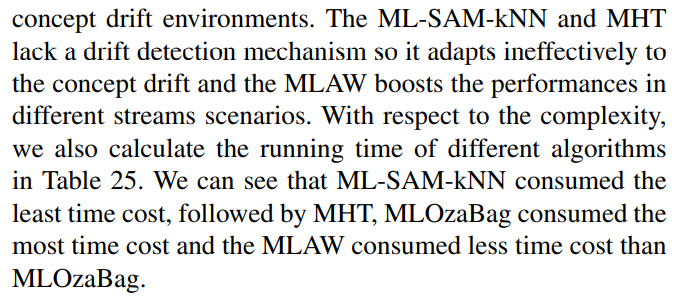 concept drift environments. The ML-SAM-kNN and MHT
lack a drift detection mechanism so it adapts ineffectively to
the concept drift and the MLAW boosts the performances in
different streams scenarios. With respect to the complexity,
we also calculate the running time of different algorithms
in Table 25. We can see that ML-SAM-kNN consumed the
least time cost, followed by MHT, MLOzaBag consumed the
most time cost and the MLAW consumed less time cost than
MLOzaBag.